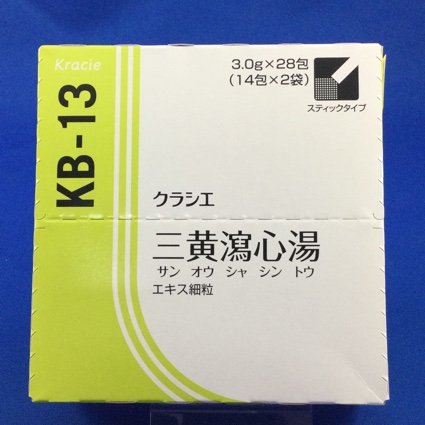 Kracie
KB-13
3.0g×28包
(14包×2袋)
スティックタイプ
クラシエ
三黄瀉心湯
サン オウ シャ シン トウ
エキス細粒